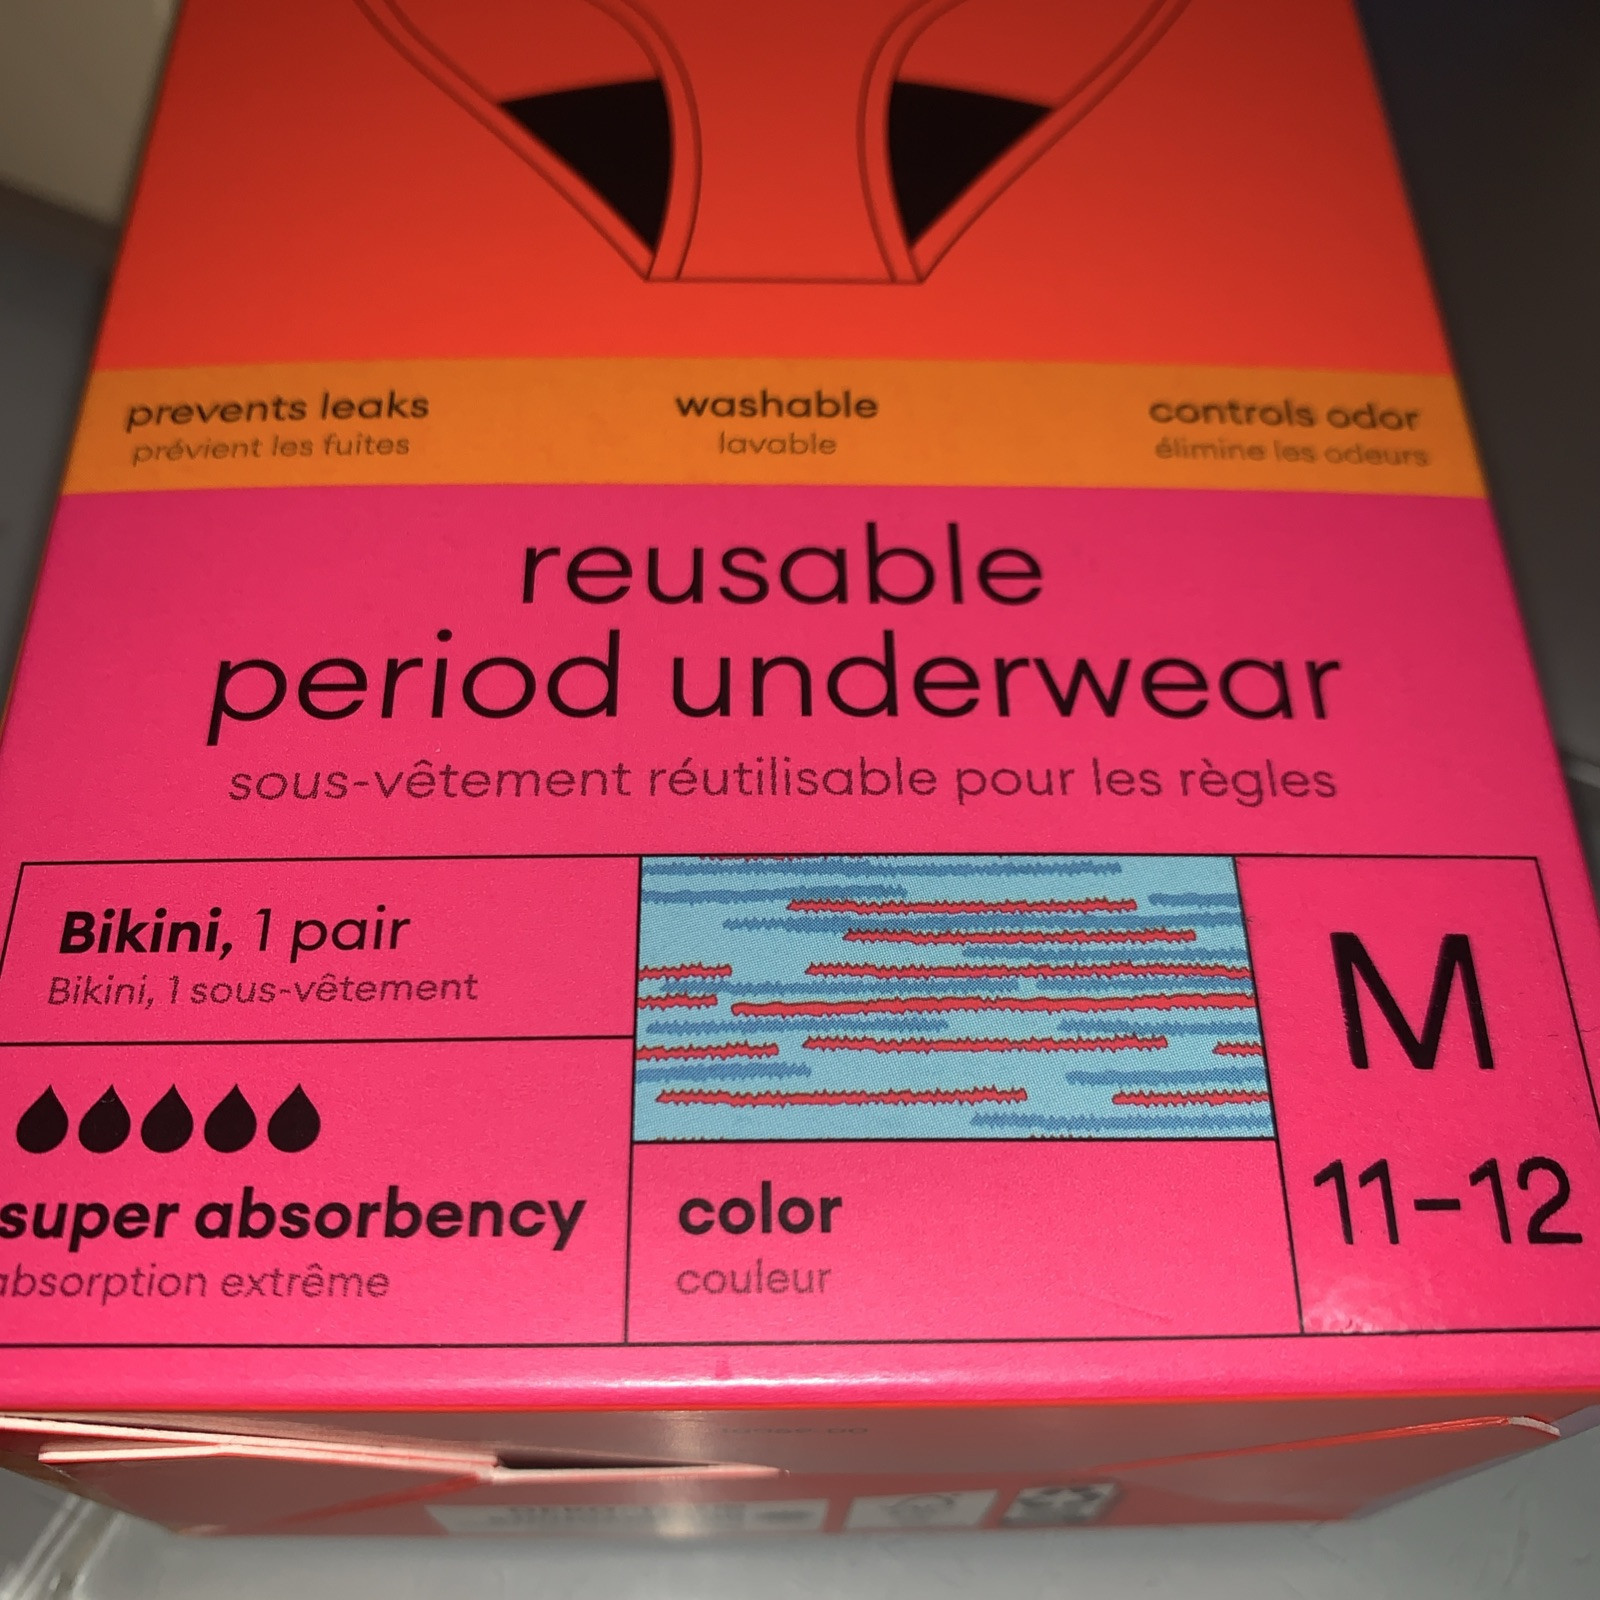 prevents leaks
prévient les fuites
washable
lavable
controls odor
élimine les odeurs
reusable
period underwear
sous-vêtement réutilisable pour les règles
Bikini, 1 pair
Bikini, 1 sous-vêtement
super absorbency
absorption extrême
color
couleur
M
11-12